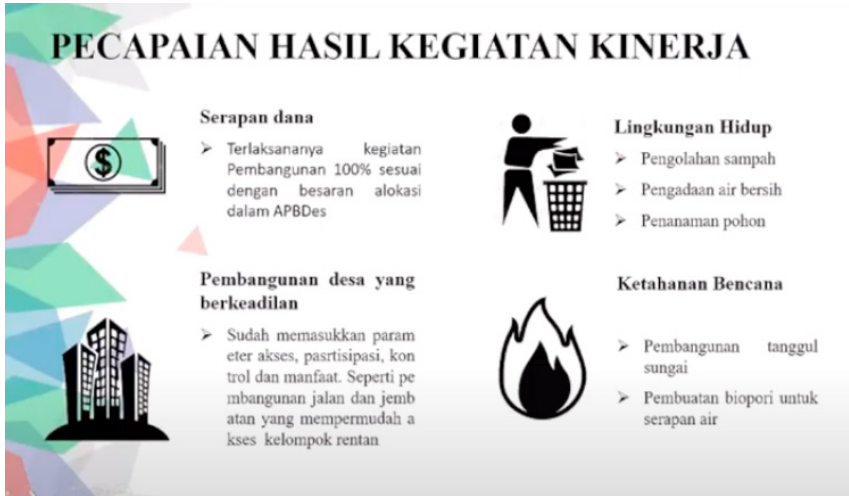 PECAPAIAN HASIL KEGIATAN KINERJA
Serapan dana
➢ Terlaksananya kegiatan
Pembangunan 100% sesuai
dengan besaran alokasi
dalam APBDes
Pembangunan desa yang
berkeadilan
➢ Sudah memasukkan param
eter akses, pasrtisipasi, kon
trol dan manfaat. Seperti pe
mbangunan jalan dan jemb
atan yang mempermudah a
kses kelompok rentan
Lingkungan Hidup
➢ Pengolahan sampah
➢ Pengadaan air bersih
➢ Penanaman pohon
Ketahanan Bencana
➢ Pembangunan tanggul
sungai
➢ Pembuatan biopori untuk
serapan air